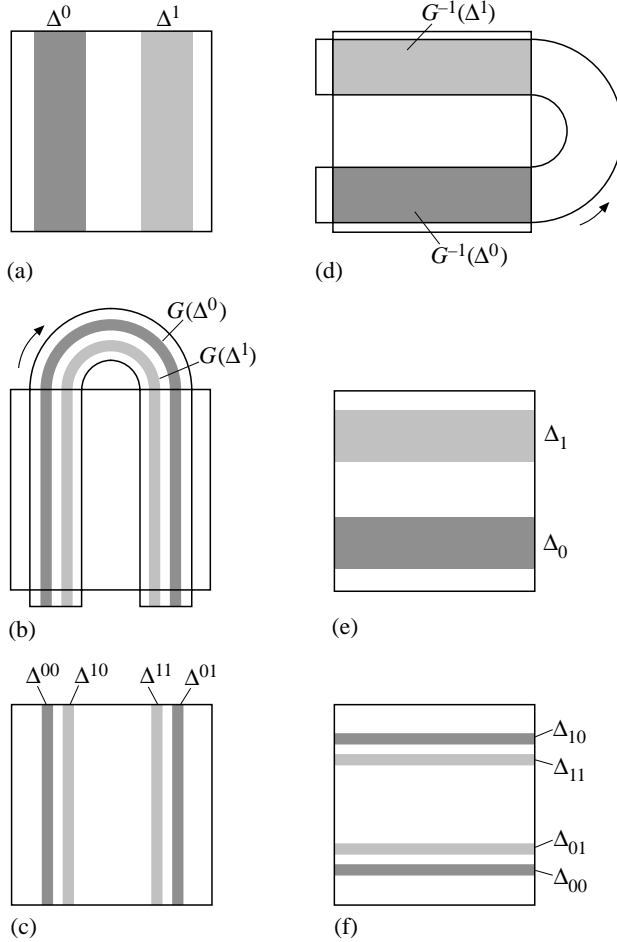 Δ⁰ Δ¹
(a)
G⁻¹(Δ¹)
G⁻¹(Δ⁰)
(d)
G(Δ⁰)
G(Δ¹)
(b)
Δ₁
Δ₀
(e)
Δ⁰⁰ Δ¹⁰ Δ¹¹ Δ⁰¹
(c)
Δ₁₀
Δ₁₁
Δ₀₁
Δ₀₀
(f)